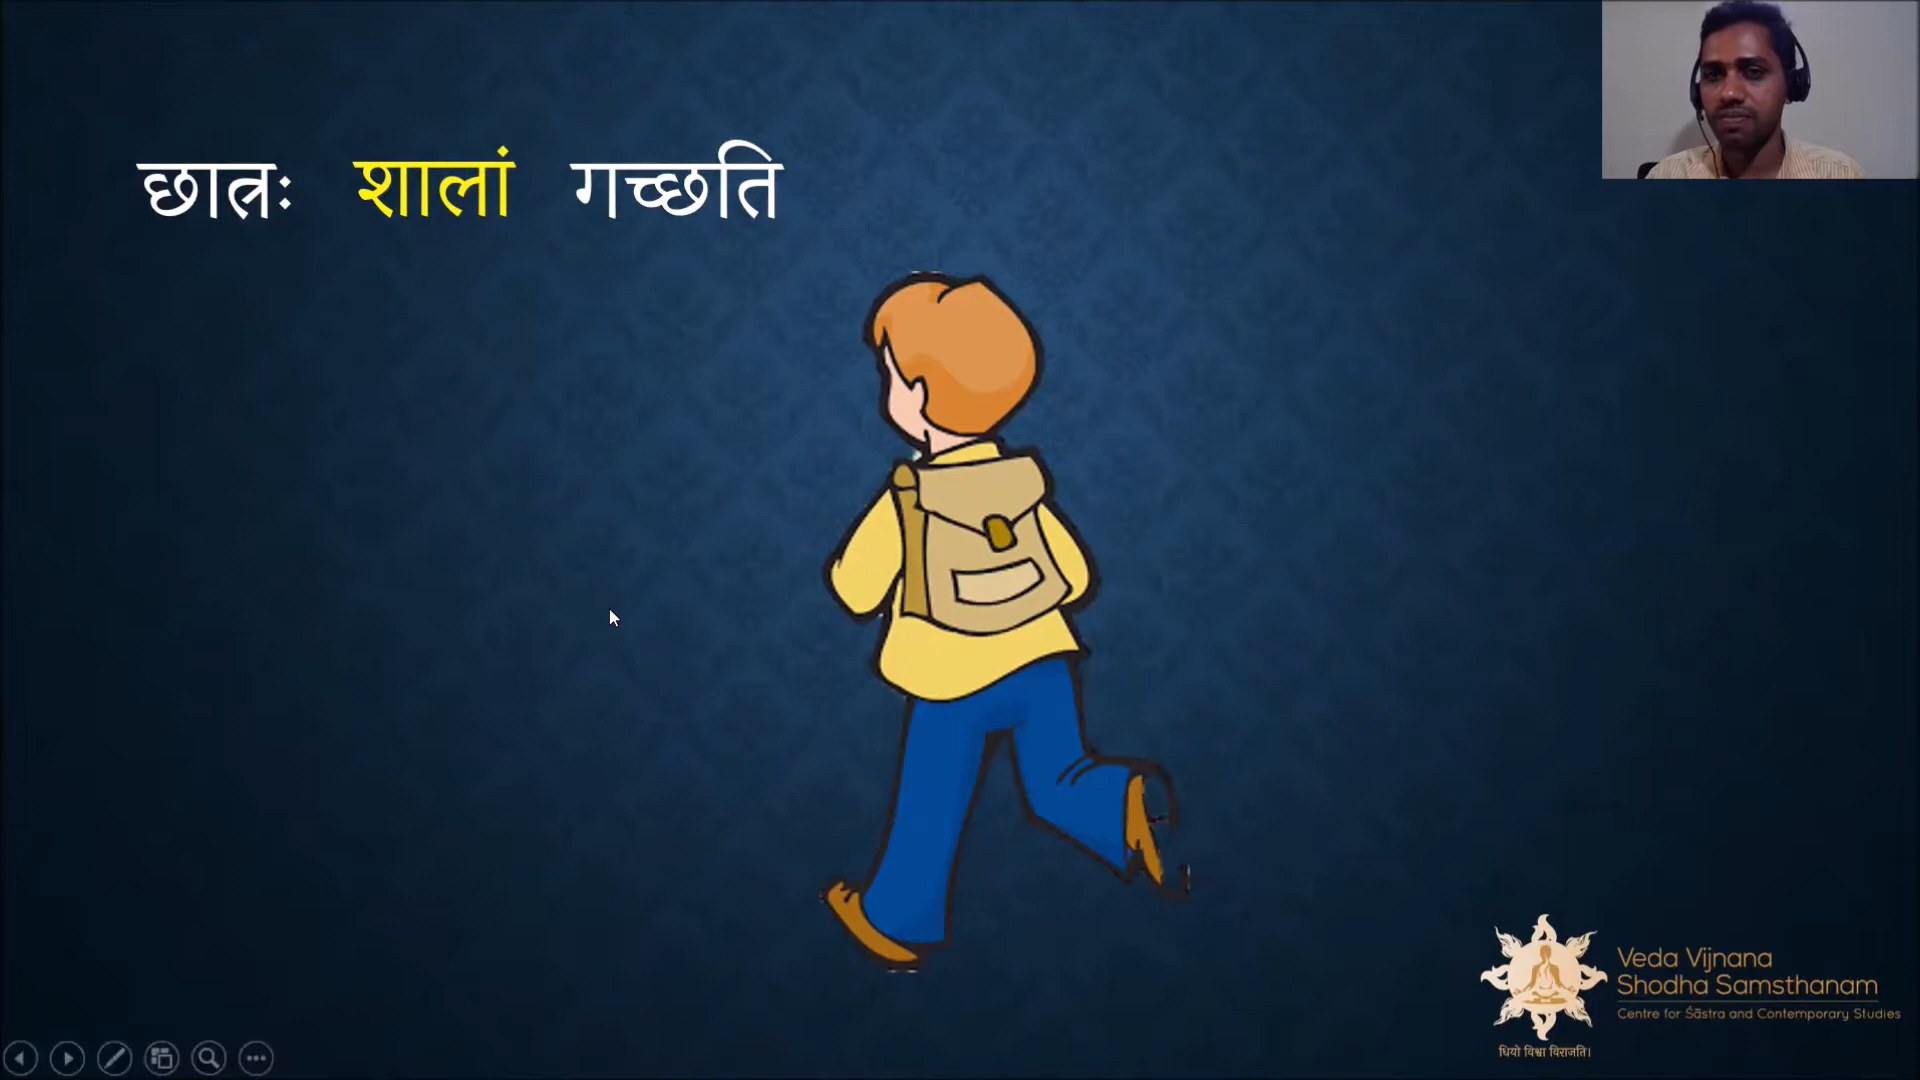 छात्रः शालां गच्छति
Veda Vijnana
Shodha Samsthanam
Centre for Śāstra and Contemporary Studies
धियो विश्वा विराजति।